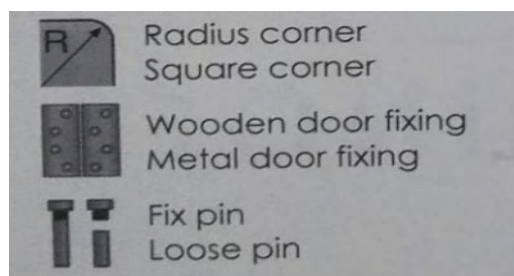 R
Radius corner
Square corner
Wooden door fixing
Metal door fixing
Fix pin
Loose pin